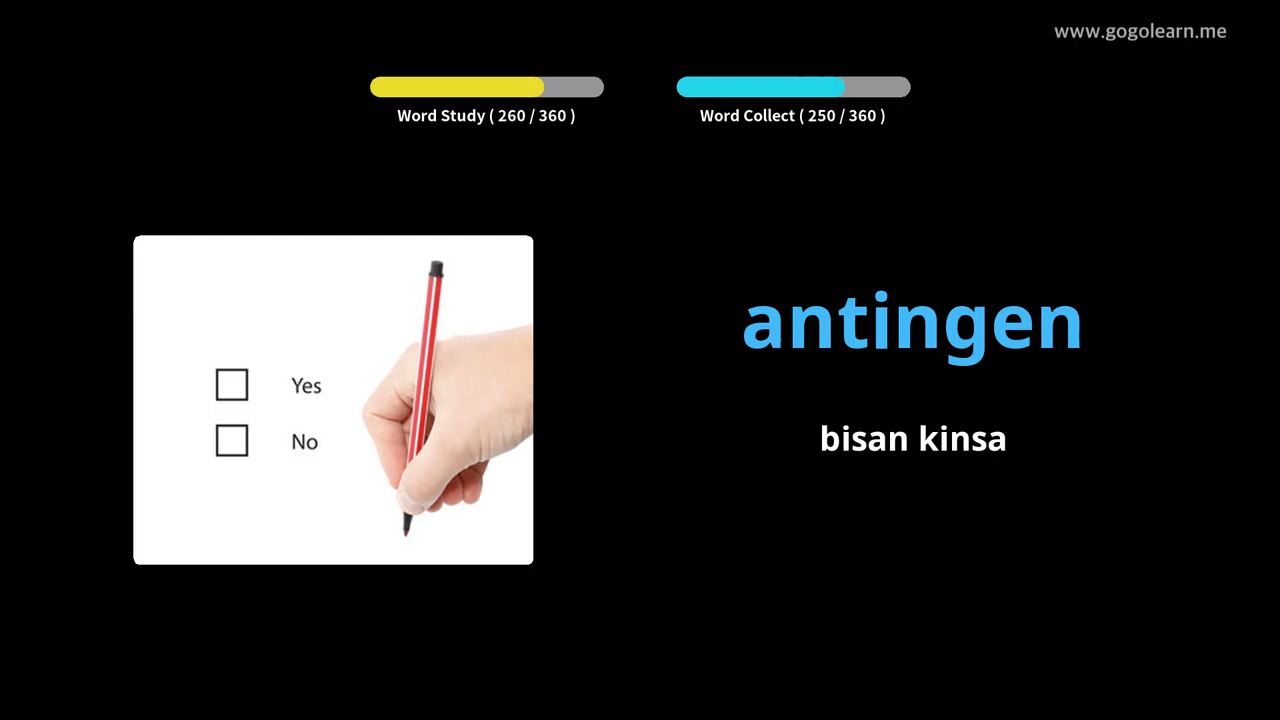 www.gogolearn.me
Word Study ( 260 / 360 )
Word Collect ( 250 / 360 )
Yes
No
antingen
bisan kinsa